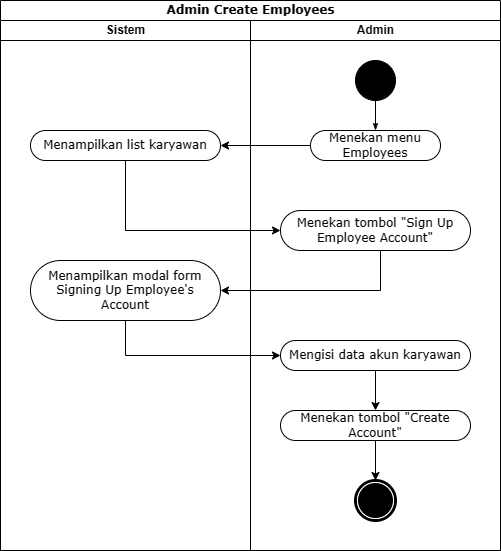 Admin Create Employees
Sistem
Admin
Menekan menu
Employees
Menampilkan list karyawan
Menekan tombol "Sign Up
Employee Account"
Menampilkan modal form
Signing Up Employee's
Account
Mengisi data akun karyawan
Menekan tombol "Create
Account"